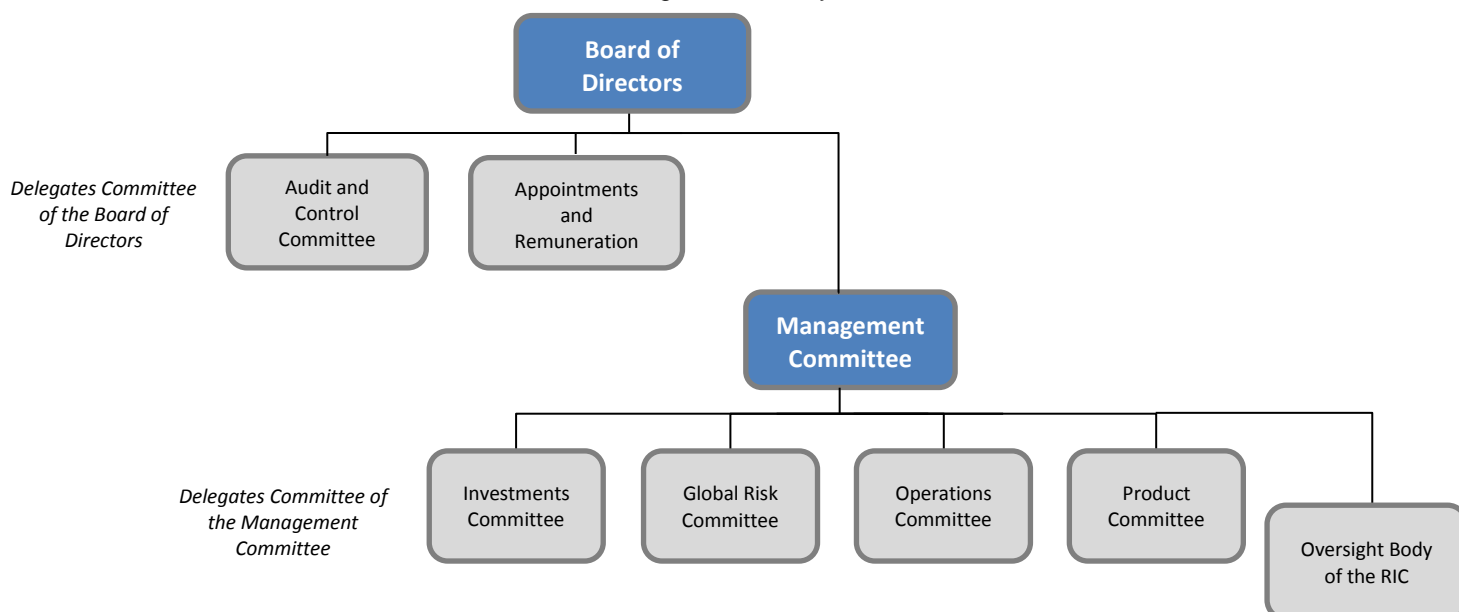 Board of
Directors
Delegates Committee
of the Board of
Directors
Audit and
Control
Committee
Appointments
and
Remuneration
Management
Committee
Delegates Committee of
the Management
Committee
Investments
Committee
Global Risk
Committee
Operations
Committee
Product
Committee
Oversight Body
of the RIC